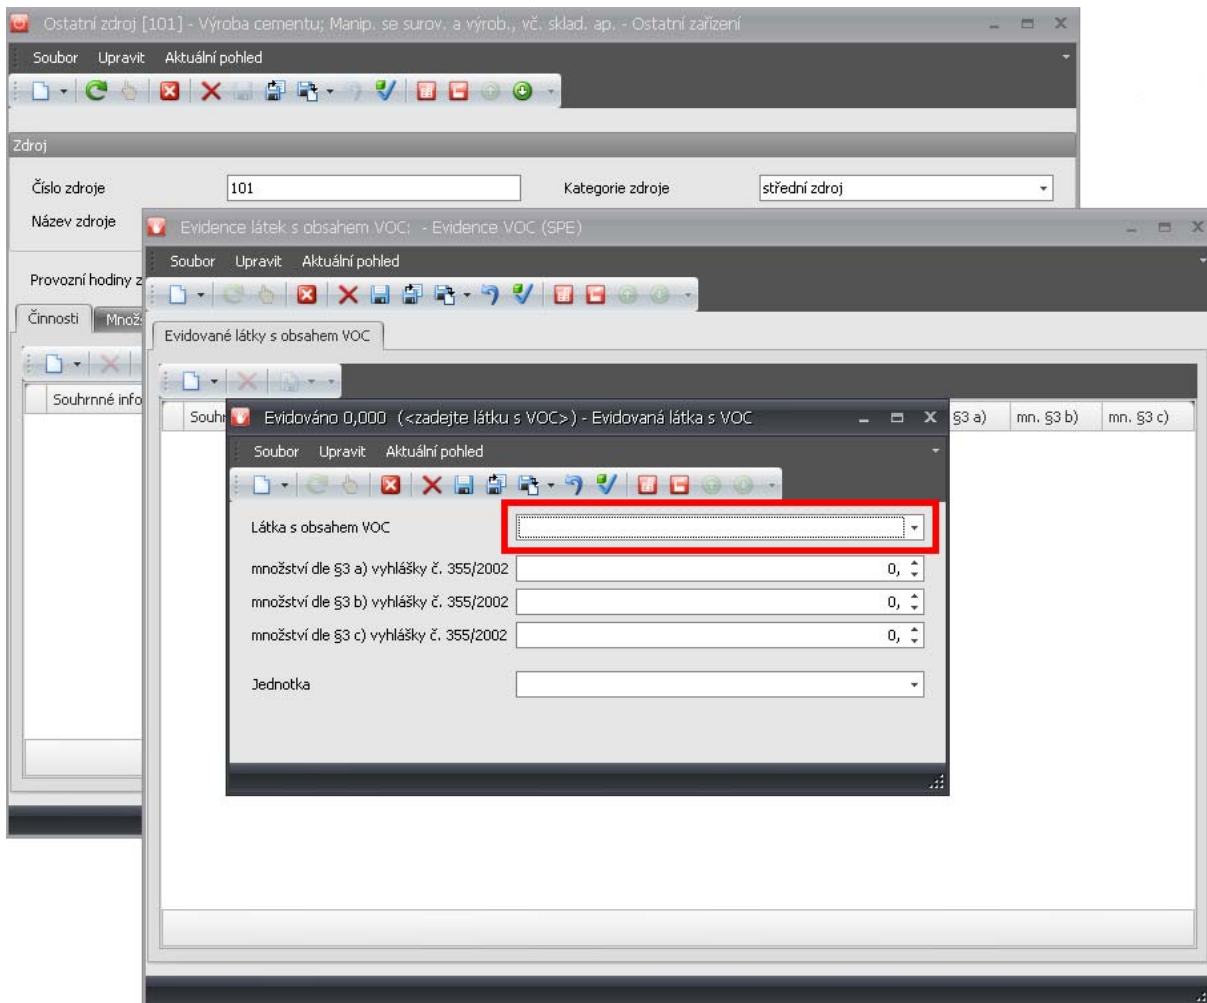 Ostatní zdroj [101] - Výroba cementu; Manip. se surov. a výrob., vč. sklad. ap. - Ostatní zařízení
Soubor Upravit Aktuální pohled
Zdroj
Číslo zdroje 101 Kategorie zdroje střední zdroj
Název zdroje
Evidence látek s obsahem VOC: - Evidence VOC (SPE)
Soubor Upravit Aktuální pohled
Provozní hodiny z
Činnosti Množs
Evidované látky s obsahem VOC
Souhrnné info
Souhr
§3 a) mn. §3 b) mn. §3 c)
Evidováno 0,000 (<zadejte látku s VOC>) - Evidovaná látka s VOC
Soubor Upravit Aktuální pohled
Látka s obsahem VOC
množství dle §3 a) vyhlášky č. 355/2002 0,
množství dle §3 b) vyhlášky č. 355/2002 0,
množství dle §3 c) vyhlášky č. 355/2002 0,
Jednotka